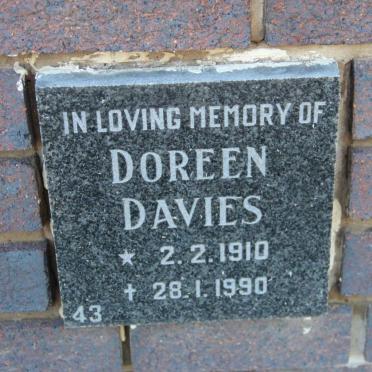 IN LOVING MEMORY OF
DOREEN
DAVIES
* 2.2.1910
† 28.1.1990
43